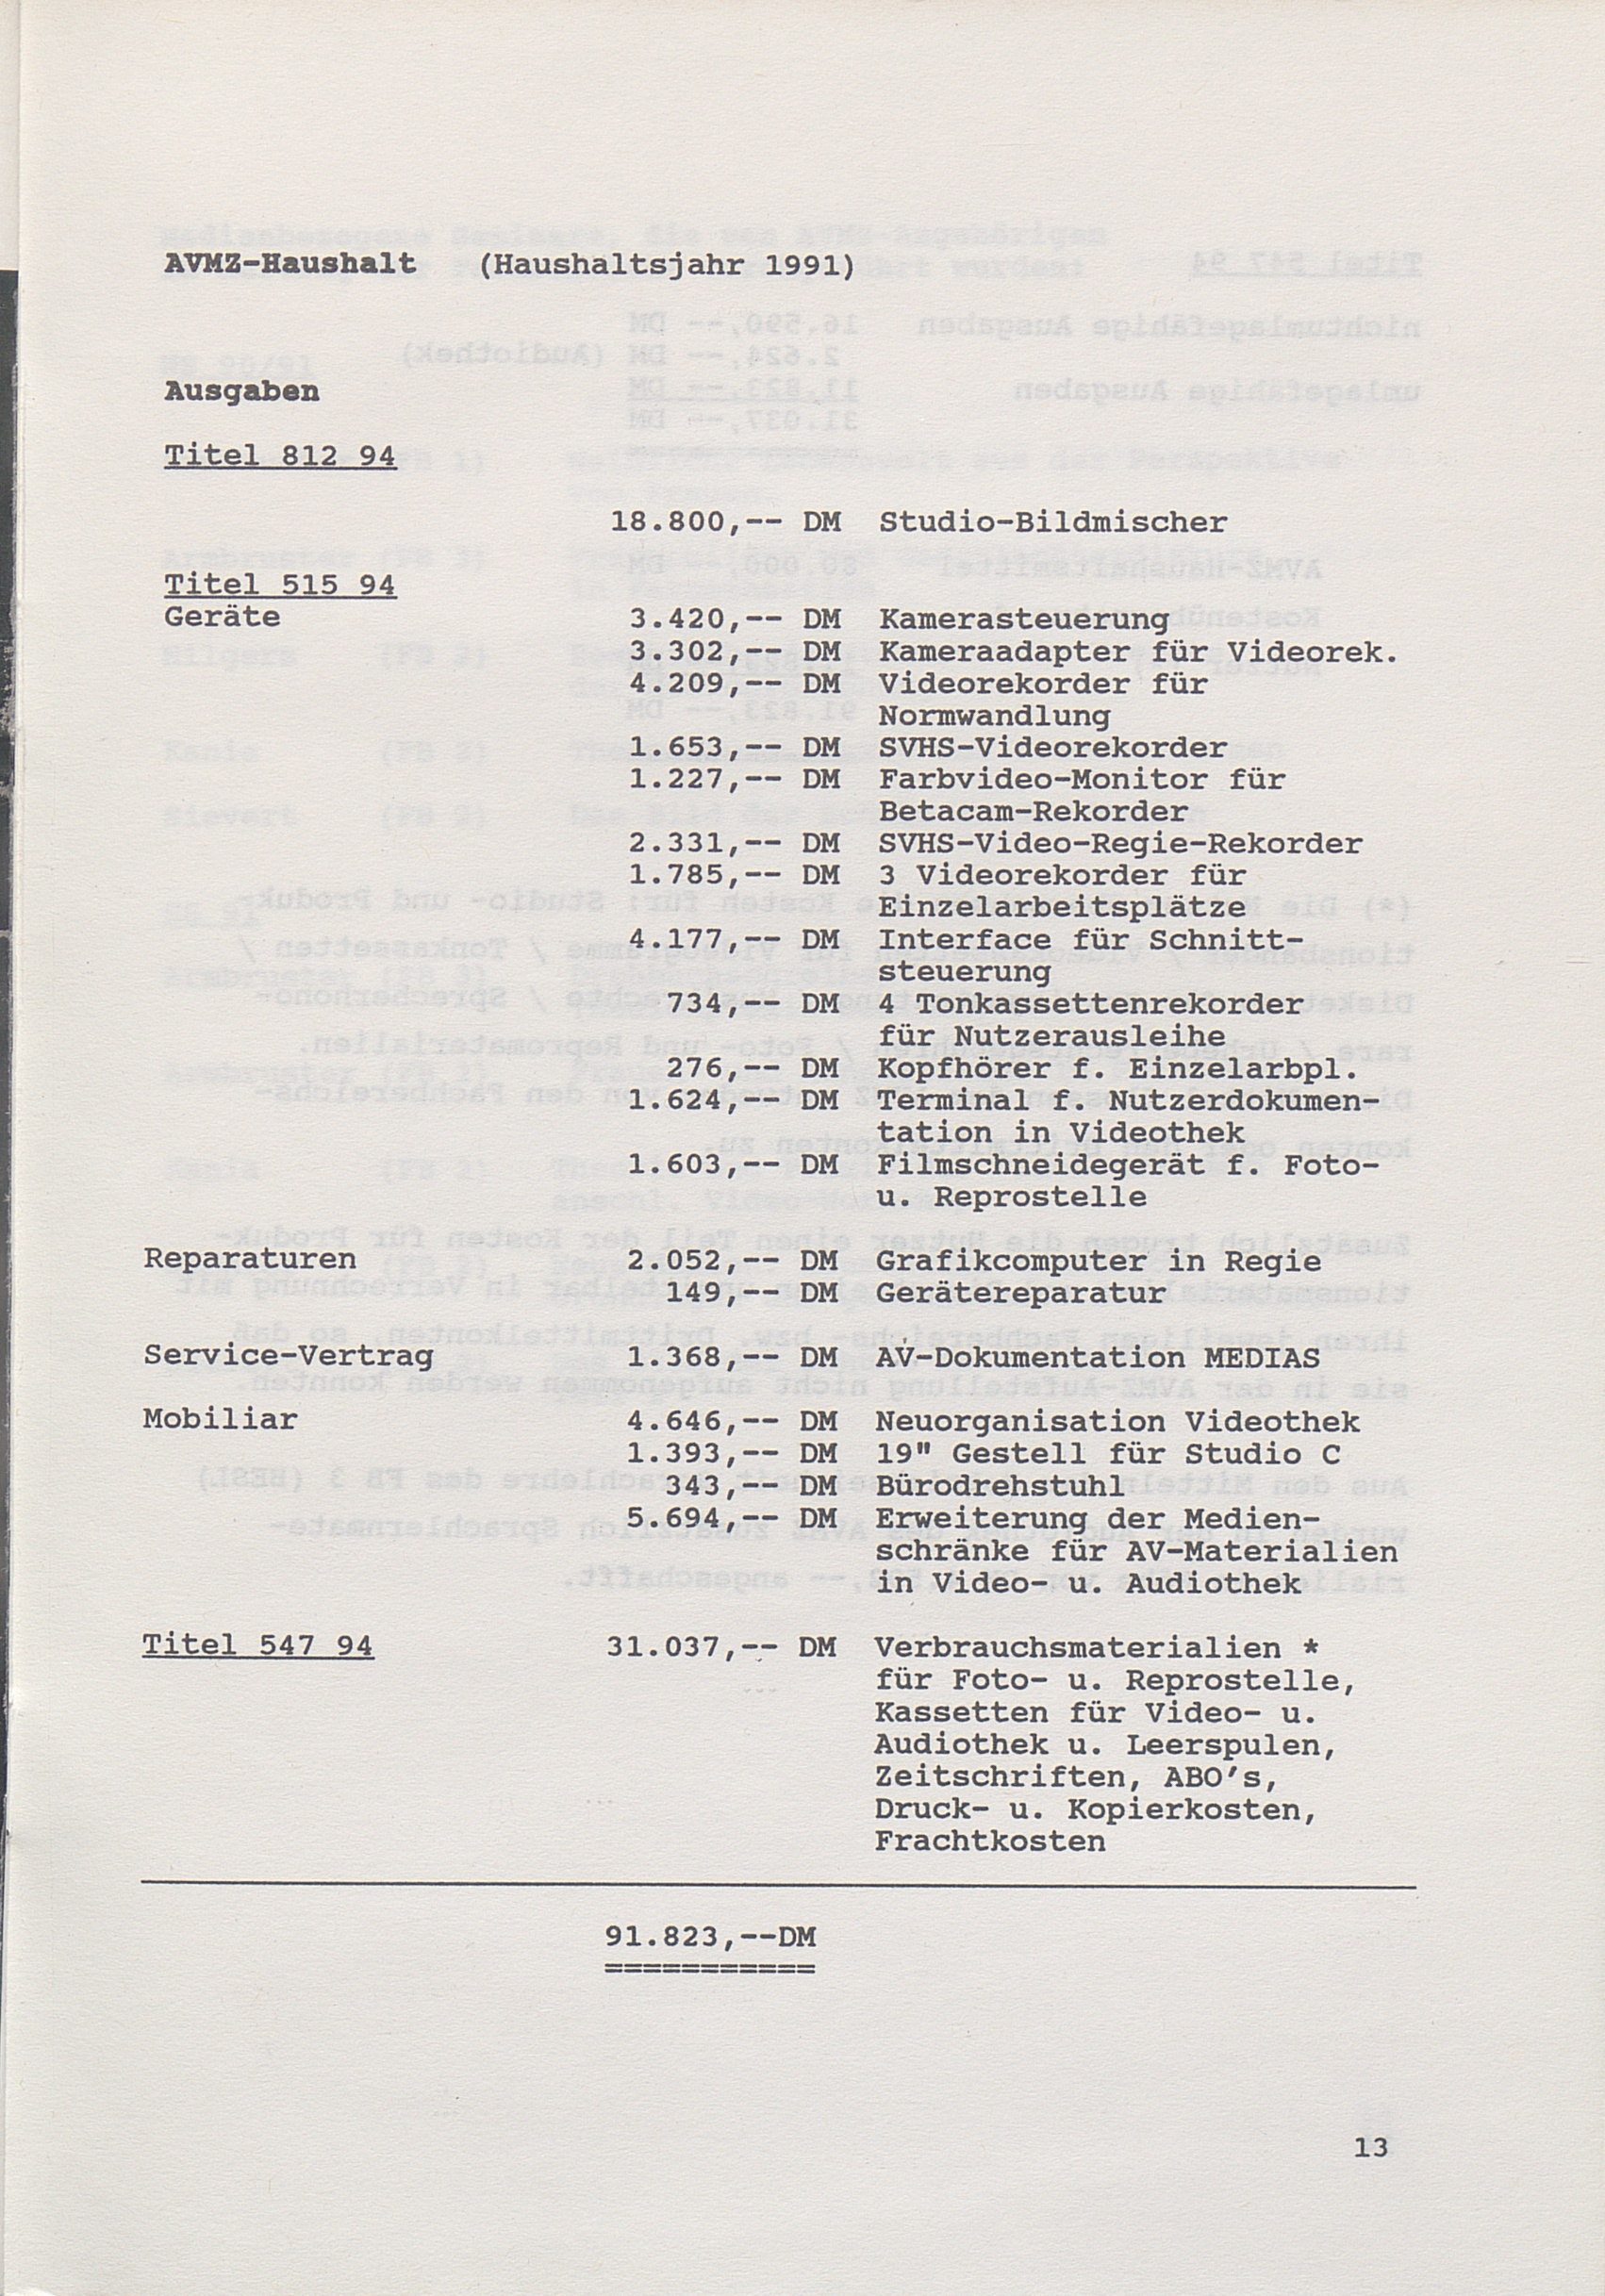 AVMZ-Haushalt (Haushaltsjahr 1991)
Ausgaben
Titel 812 94
18.800,-- DM Studio-Bildmischer
Titel 515 94
Geräte 3.420,-- DM Kamerasteuerung
3.302,-- DM Kameraadapter für Videorek.
4.209,-- DM Videorekorder für
Normwandlung
1.653,-- DM SVHS-Videorekorder
1.227,-- DM Farbvideo-Monitor für
Betacam-Rekorder
2.331,-- DM SVHS-Video-Regie-Rekorder
1.785,-- DM 3 Videorekorder für
Einzelarbeitsplätze
4.177,-- DM Interface für Schnitt-
steuerung
734,-- DM 4 Tonkassettenrekorder
für Nutzerausleihe
276,-- DM Kopfhörer f. Einzelarbpl.
1.624,-- DM Terminal f. Nutzerdokumen-
tation in Videothek
1.603,-- DM Filmschneidegerät f. Foto-
u. Reprostelle
Reparaturen 2.052,-- DM Grafikcomputer in Regie
149,-- DM Gerätereparatur
Service-Vertrag 1.368,-- DM AV-Dokumentation MEDIAS
Mobiliar 4.646,-- DM Neuorganisation Videothek
1.393,-- DM 19" Gestell für Studio C
343,-- DM Bürodrehstuhl
5.694,-- DM Erweiterung der Medien-
schränke für AV-Materialien
in Video- u. Audiothek
Titel 547 94 31.037,-- DM Verbrauchsmaterialien *
für Foto- u. Reprostelle,
Kassetten für Video- u.
Audiothek u. Leerspulen,
Zeitschriften, ABO's,
Druck- u. Kopierkosten,
Frachtkosten
91.823,--DM
===========
13